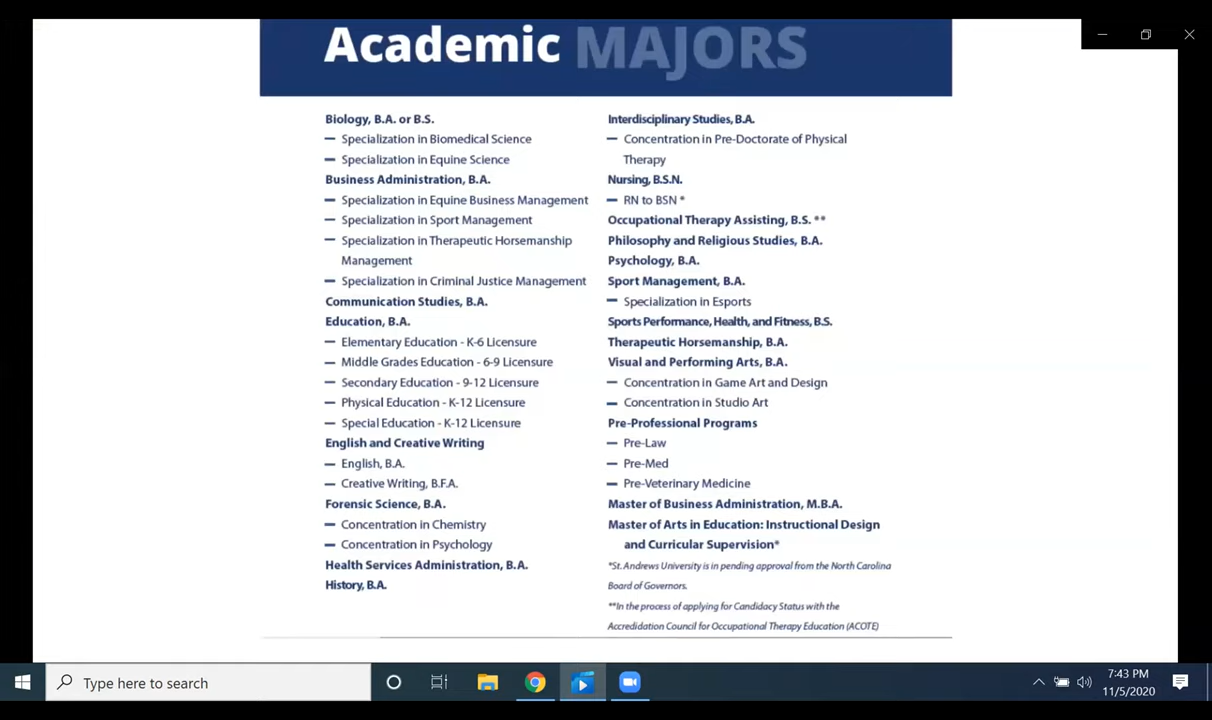 Academic MAJORS
Biology, B.A. or B.S.
— Specialization in Biomedical Science
— Specialization in Equine Science
Business Administration, B.A.
— Specialization in Equine Business Management
— Specialization in Sport Management
— Specialization in Therapeutic Horsemanship
Management
— Specialization in Criminal Justice Management
Communication Studies, B.A.
Education, B.A.
— Elementary Education - K-6 Licensure
— Middle Grades Education - 6-9 Licensure
— Secondary Education - 9-12 Licensure
— Physical Education - K-12 Licensure
— Special Education - K-12 Licensure
English and Creative Writing
— English, B.A.
— Creative Writing, B.F.A.
Forensic Science, B.A.
— Concentration in Chemistry
— Concentration in Psychology
Health Services Administration, B.A.
History, B.A.
Interdisciplinary Studies, B.A.
— Concentration in Pre-Doctorate of Physical
Therapy
Nursing, B.S.N.
— RN to BSN *
Occupational Therapy Assisting, B.S. **
Philosophy and Religious Studies, B.A.
Psychology, B.A.
Sport Management, B.A.
— Specialization in Esports
Sports Performance, Health, and Fitness, B.S.
Therapeutic Horsemanship, B.A.
Visual and Performing Arts, B.A.
— Concentration in Game Art and Design
— Concentration in Studio Art
Pre-Professional Programs
— Pre-Law
— Pre-Med
— Pre-Veterinary Medicine
Master of Business Administration, M.B.A.
Master of Arts in Education: Instructional Design
and Curricular Supervision*
*St. Andrews University is in pending approval from the North Carolina
Board of Governors.
**In the process of applying for Candidacy Status with the
Accredidation Council for Occupational Therapy Education (ACOTE)
Type here to search
7:43 PM
11/5/2020